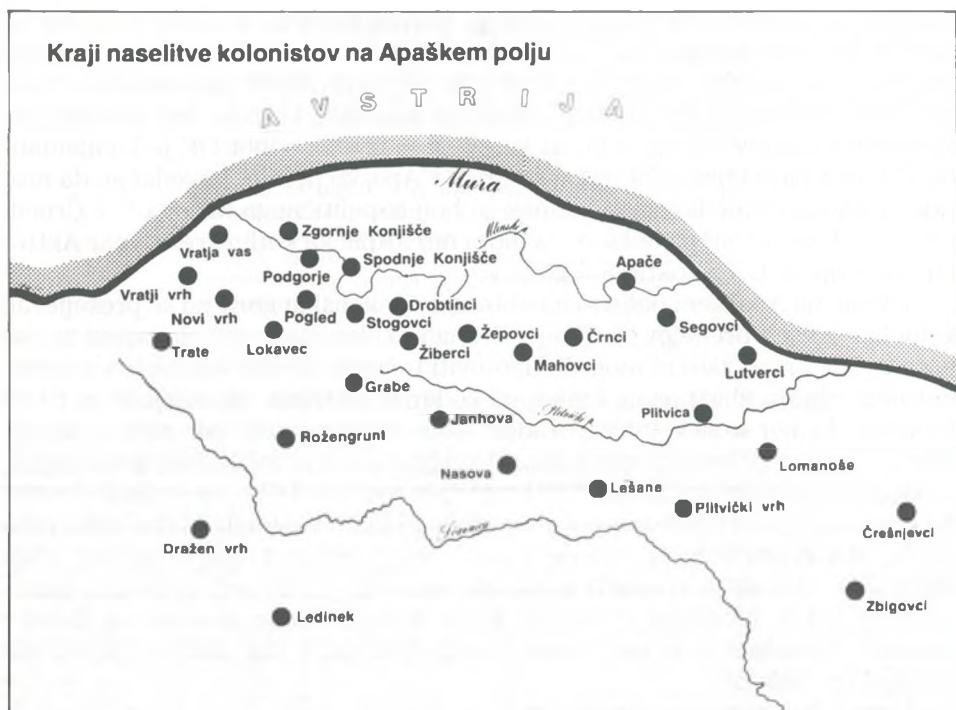 Kraji naselitve kolonistov na Apaškem polju
AVSTRIJA
Mura
Zgornje Konjišče
Vratja vas
Spodnje Konjišče
Podgorje
Apače
Vratji vrh
Novi vrh
Pogled
Drobtinci
Stogovci
Segovci
Trate
Lokavec
Žepovci
Črnci
Žiberci
Mahovci
Lutverci
Grabe
Janhova
Plitvica
Rožengrunt
Nasova
Lomanoše
Lešane
Plitvički vrh
Črešnjevci
Dražen vrh
Zbigovci
Ledinek